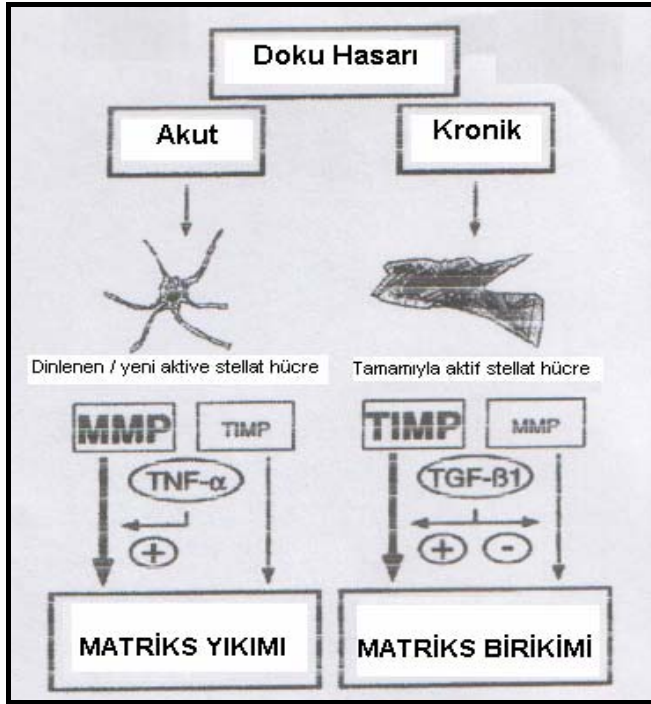 Doku Hasarı
Akut
Kronik
Dinlenen / yeni aktive stellat hücre
Tamamıyla aktif stellat hücre
MMP
TIMP
TIMP
MMP
TNF-α
TGF-ß1
+
+ -
MATRİKS YIKIMI
MATRİKS BİRİKİMİ